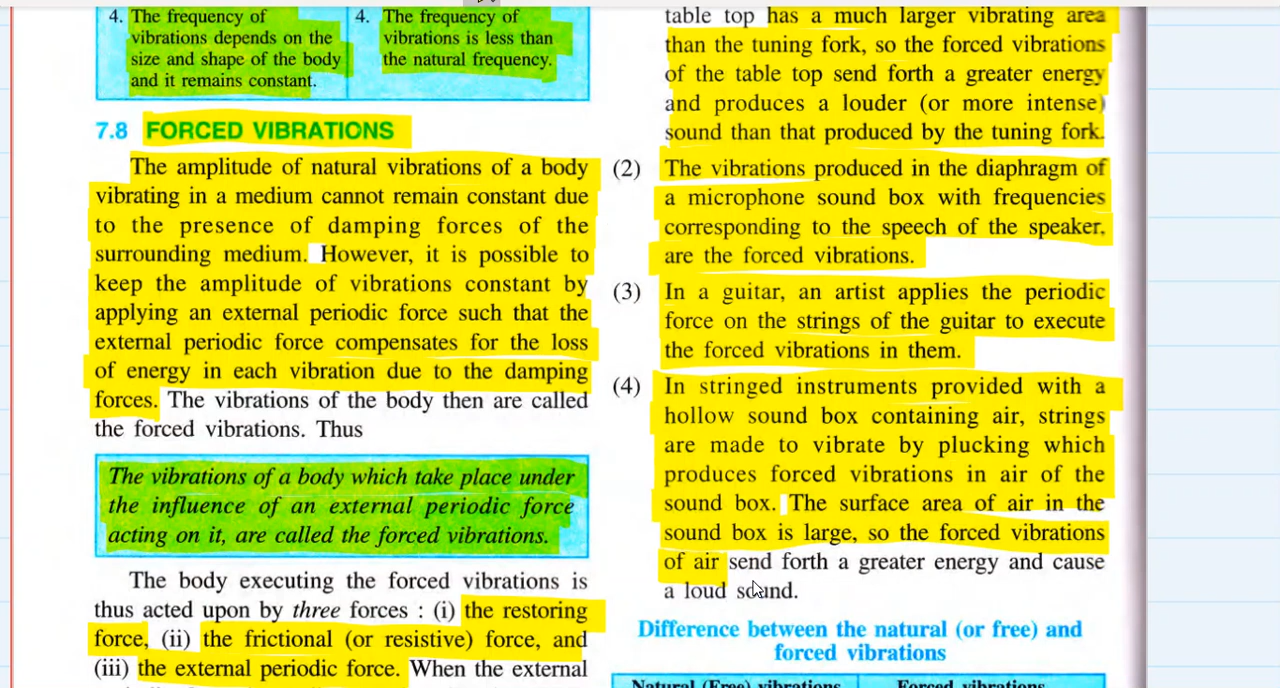 4. The frequency of
vibrations depends on the
size and shape of the body
and it remains constant.
4. The frequency of
vibrations is less than
the natural frequency.
7.8 FORCED VIBRATIONS
The amplitude of natural vibrations of a body
vibrating in a medium cannot remain constant due
to the presence of damping forces of the
surrounding medium. However, it is possible to
keep the amplitude of vibrations constant by
applying an external periodic force such that the
external periodic force compensates for the loss
of energy in each vibration due to the damping
forces. The vibrations of the body then are called
the forced vibrations. Thus
The vibrations of a body which take place under
the influence of an external periodic force
acting on it, are called the forced vibrations.
The body executing the forced vibrations is
thus acted upon by three forces : (i) the restoring
force, (ii) the frictional (or resistive) force, and
(iii) the external periodic force. When the external
table top has a much larger vibrating area
than the tuning fork, so the forced vibrations
of the table top send forth a greater energy
and produces a louder (or more intense)
sound than that produced by the tuning fork.
(2) The vibrations produced in the diaphragm of
a microphone sound box with frequencies
corresponding to the speech of the speaker,
are the forced vibrations.
(3) In a guitar, an artist applies the periodic
force on the strings of the guitar to execute
the forced vibrations in them.
(4) In stringed instruments provided with a
hollow sound box containing air, strings
are made to vibrate by plucking which
produces forced vibrations in air of the
sound box. The surface area of air in the
sound box is large, so the forced vibrations
of air send forth a greater energy and cause
a loud sound.
Difference between the natural (or free) and
forced vibrations
Natural (Free) vibrations
Forced vibrations